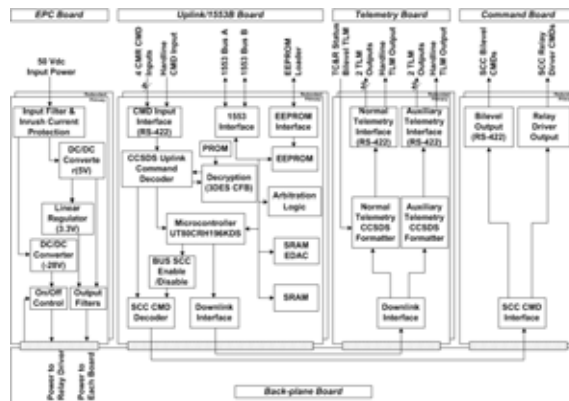 EPC Board
Uplink/1553B Board
Telemetry Board
Command Board
50 Vdc
Input Power
4 CMR CMD
Inputs
Hardline
CMD Input
1553 Bus A
1553 Bus B
EEPROM
Loader
TC&R Status
Bilevel TLM
2 TLM
Outputs
Hardline
TLM Output
2 TLM
Outputs
Hardline
TLM Output
SCC Bilevel
CMDs
SCC Relay
Driver CMDs
Input Filter &
Inrush Current
Protection
DC/DC
Converte
r(5V)
Linear
Regulator
(3.3V)
DC/DC
Converter
(-28V)
On/Off
Control
Output
Filters
Power to
Relay Driver
Power to
Each Board
CMD Input
Interface
(RS-422)
1553
Interface
EEPROM
Interface
PROM
CCSDS Uplink
Command
Decoder
EEPROM
Decryption
(3DES CFB)
Arbitration
Logic
Microcontroller
UT80CRH196KDS
BUS SCC
Enable
/Disable
SRAM
EDAC
SCC CMD
Decoder
Downlink
Interface
SRAM
Normal
Telemetry
Interface
(RS-422)
Auxiliary
Telemetry
Interface
(RS-422)
Normal
Telemetry
CCSDS
Formatter
Auxiliary
Telemetry
CCSDS
Formatter
Downlink
Interface
Bilevel
Output
(RS-422)
Relay
Driver
Output
SCC CMD
Interface
Back-plane Board